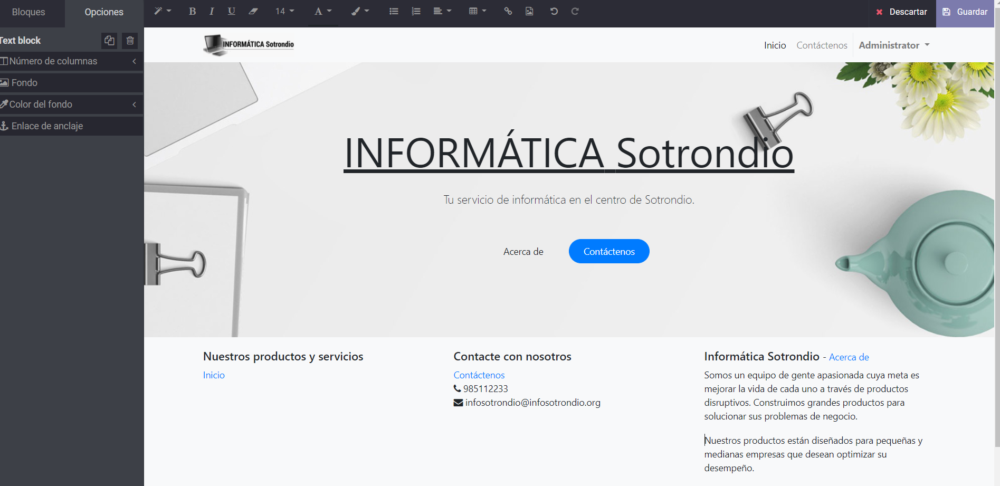 Bloques
Opciones
B I U
14
A
Descartar
Guardar
Text block
Número de columnas
Fondo
Color del fondo
Enlace de anclaje
INFORMÁTICA Sotrondio
Inicio
Contáctenos
Administrator
INFORMÁTICA Sotrondio
Tu servicio de informática en el centro de Sotrondio.
Acerca de
Contáctenos
Nuestros productos y servicios
Inicio
Contacte con nosotros
Contáctenos
985112233
infosotrondio@infosotrondio.org
Informática Sotrondio - Acerca de
Somos un equipo de gente apasionada cuya meta es
mejorar la vida de cada uno a través de productos
disruptivos. Construimos grandes productos para
solucionar sus problemas de negocio.
Nuestros productos están diseñados para pequeñas y
medianas empresas que desean optimizar su
desempeño.